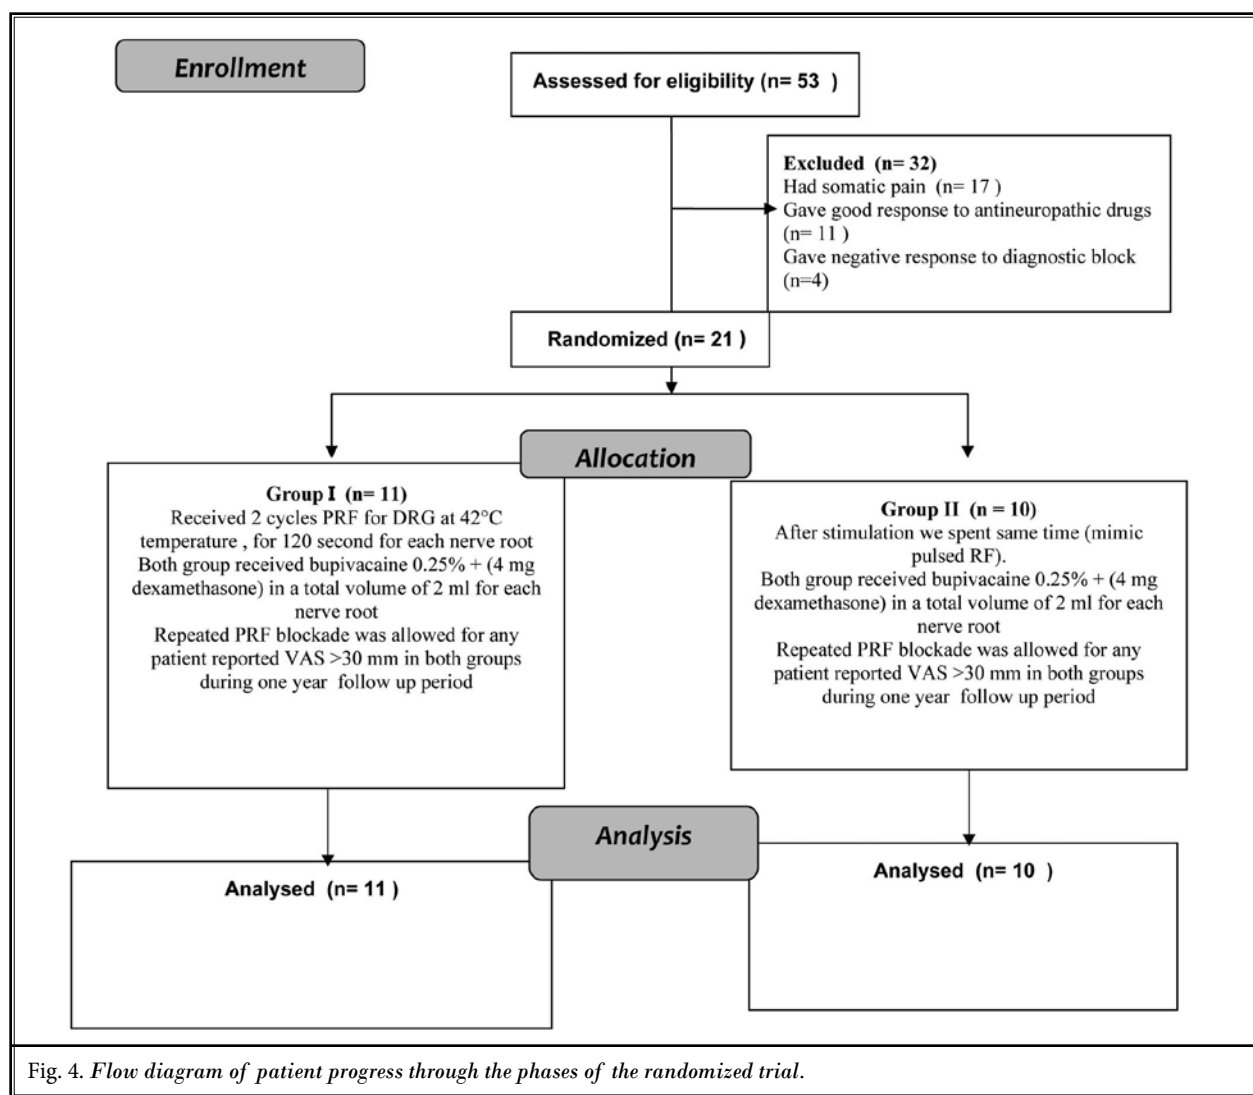 Enrollment
Assessed for eligibility (n= 53 )
Excluded (n= 32)
Had somatic pain (n= 17 )
Gave good response to antineuropathic drugs
(n= 11 )
Gave negative response to diagnostic block
(n=4)
Randomized (n= 21 )
Allocation
Group I (n= 11)
Received 2 cycles PRF for DRG at 42°C
temperature , for 120 second for each nerve root
Both group received bupivacaine 0.25% + (4 mg
dexamethasone) in a total volume of 2 ml for each
nerve root
Repeated PRF blockade was allowed for any
patient reported VAS >30 mm in both groups
during one year follow up period
Group II (n = 10)
After stimulation we spent same time (mimic
pulsed RF).
Both group received bupivacaine 0.25% + (4 mg
dexamethasone) in a total volume of 2 ml for each
nerve root
Repeated PRF blockade was allowed for any
patient reported VAS >30 mm in both groups
during one year follow up period
Analysis
Analysed (n= 11 )
Analysed (n= 10 )
Fig. 4. Flow diagram of patient progress through the phases of the randomized trial.